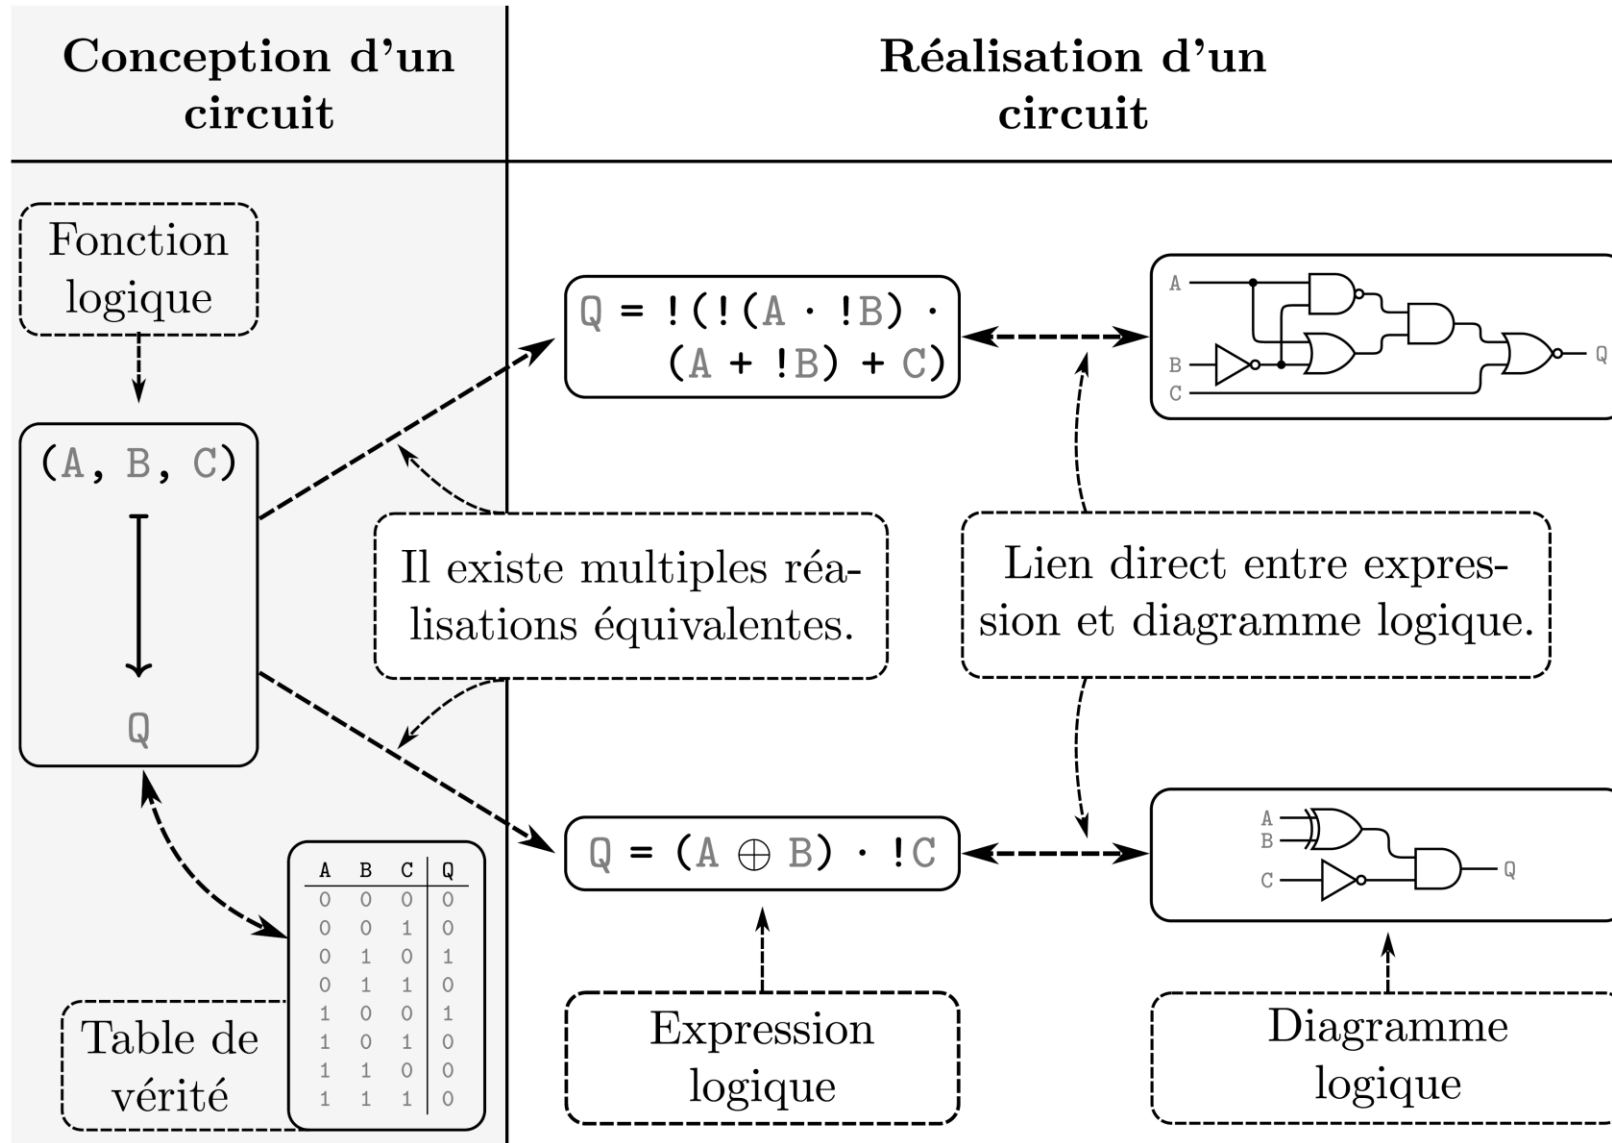 Conception d'un
circuit
Réalisation d'un
circuit
Fonction
logique
(A, B, C)
Q
Q = !(!(A · !B) ·
(A + !B) + C)
A
B
C
Q
Il existe multiples réa-
lisations équivalentes.
Lien direct entre expres-
sion et diagramme logique.
Q = (A ⊕ B) · !C
A
B
C
Q
A B C Q
0 0 0 0
0 0 1 0
0 1 0 1
0 1 1 0
1 0 0 1
1 0 1 0
1 1 0 0
1 1 1 0
Table de
vérité
Expression
logique
Diagramme
logique